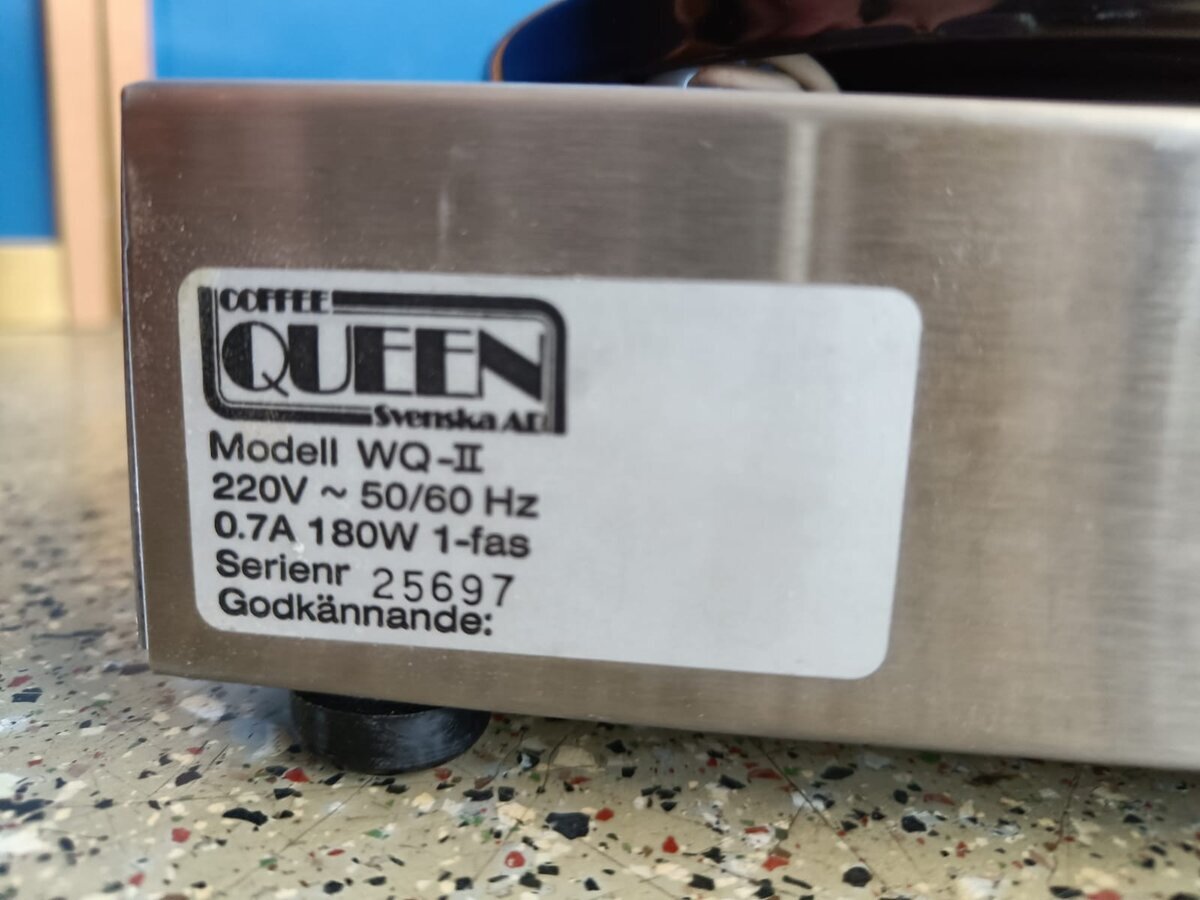 COFFEE
QUEEN
Svenska AB
Modell WQ-II
220V ~ 50/60 Hz
0.7A 180W 1-fas
Serienr 25697
Godkännande: